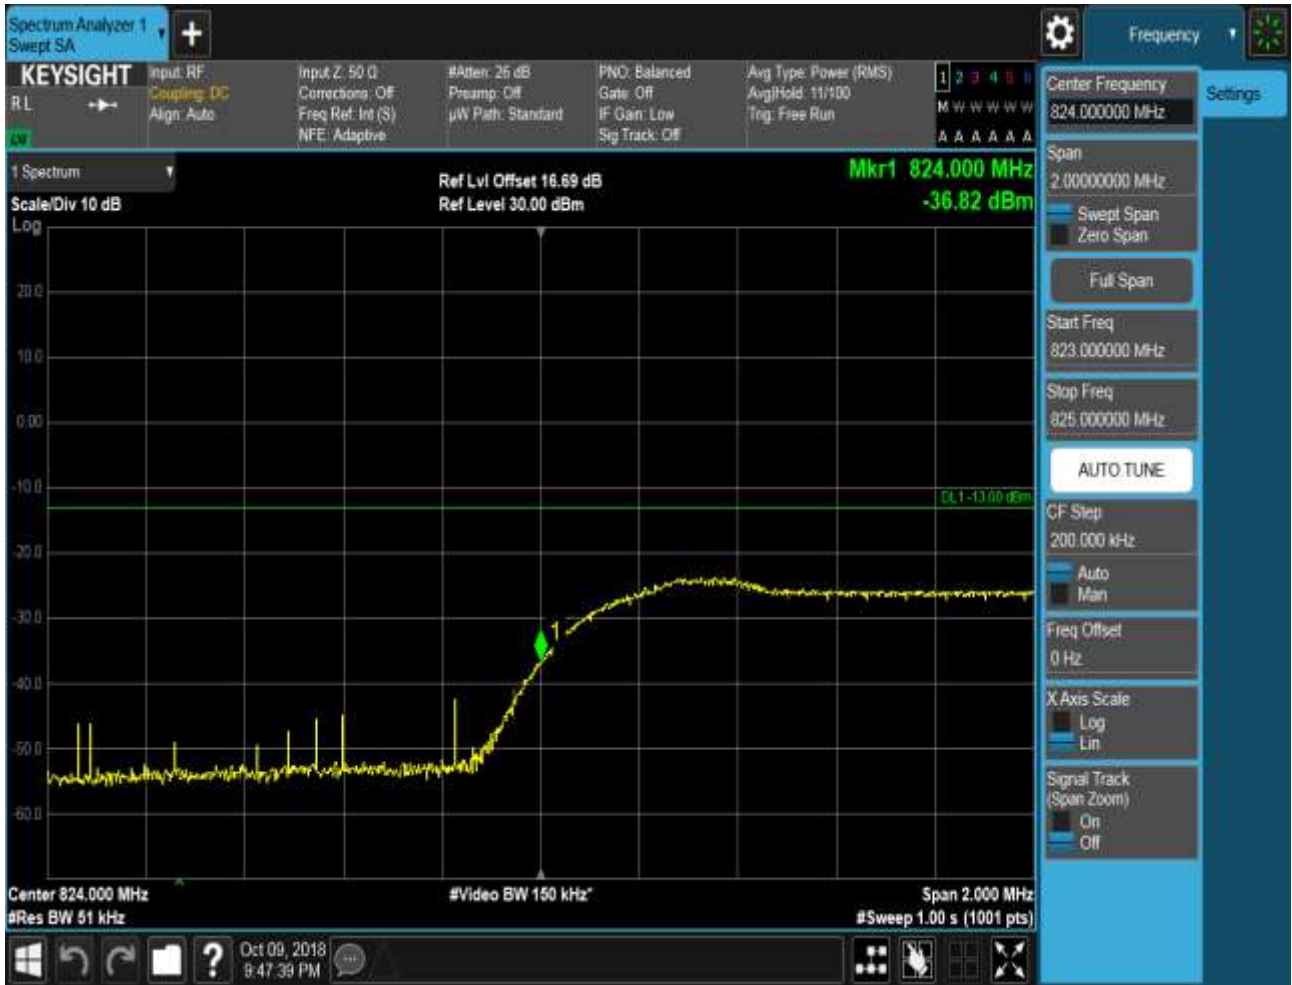 Spectrum Analyzer 1
Swept SA
+
Frequency
KEYSIGHT
R L
Input: RF
Coupling: DC
Align: Auto
Input Z: 50 Ω
Corrections: Off
Freq Ref: Int (S)
NFE: Adaptive
#Atten: 26 dB
Preamp: Off
µW Path: Standard
PNO: Balanced
Gate: Off
IF Gain: Low
Sig Track: Off
Avg Type: Power (RMS)
Avg|Hold: 11/100
Trig: Free Run
1 2 3 4 5 6
M W W W W W
A A A A A A
1 Spectrum
Scale/Div 10 dB
Log
Ref Lvl Offset 16.69 dB
Ref Level 30.00 dBm
Mkr1 824.000 MHz
-36.82 dBm
20.0
10.0
0.00
-10.0
DL1 -13.00 dBm
-20.0
-30.0
1
-40.0
-50.0
-60.0
Center 824.000 MHz
#Res BW 51 kHz
#Video BW 150 kHz*
Span 2.000 MHz
#Sweep 1.00 s (1001 pts)
Center Frequency
824.000000 MHz
Settings
Span
2.00000000 MHz
Swept Span
Zero Span
Full Span
Start Freq
823.000000 MHz
Stop Freq
825.000000 MHz
AUTO TUNE
CF Step
200.000 kHz
Auto
Man
Freq Offset
0 Hz
X Axis Scale
Log
Lin
Signal Track
(Span Zoom)
On
Off
?
Oct 09, 2018
9:47:39 PM